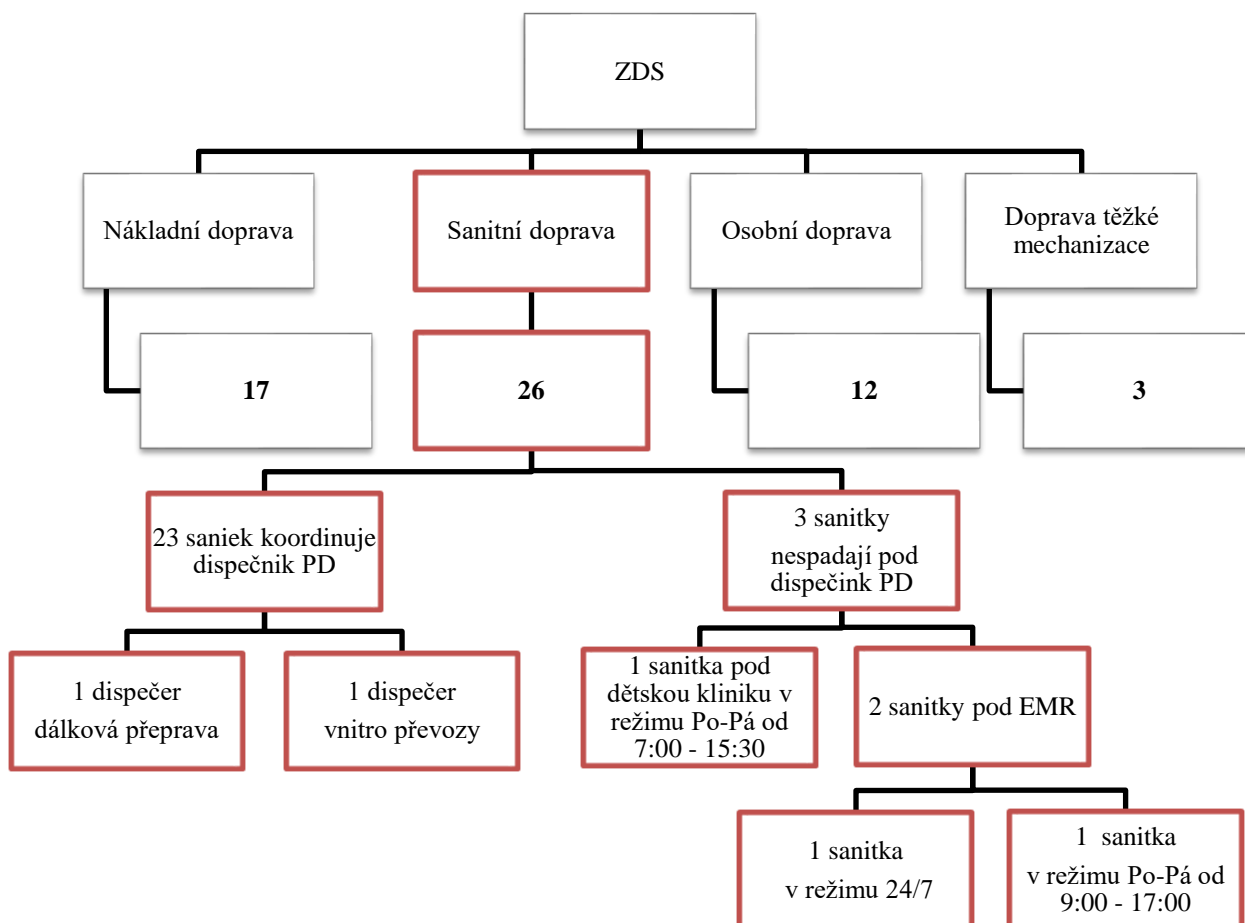 ZDS
Nákladní doprava
Sanitní doprava
Osobní doprava
Doprava těžké
mechanizace
17
26
12
3
23 saniek koordinuje
dispečnik PD
3 sanitky
nespadají pod
dispečink PD
1 dispečer
dálková přeprava
1 dispečer
vnitro převozy
1 sanitka pod
dětskou kliniku v
režimu Po-Pá od
7:00 - 15:30
2 sanitky pod EMR
1 sanitka
v režimu 24/7
1 sanitka
v režimu Po-Pá od
9:00 - 17:00